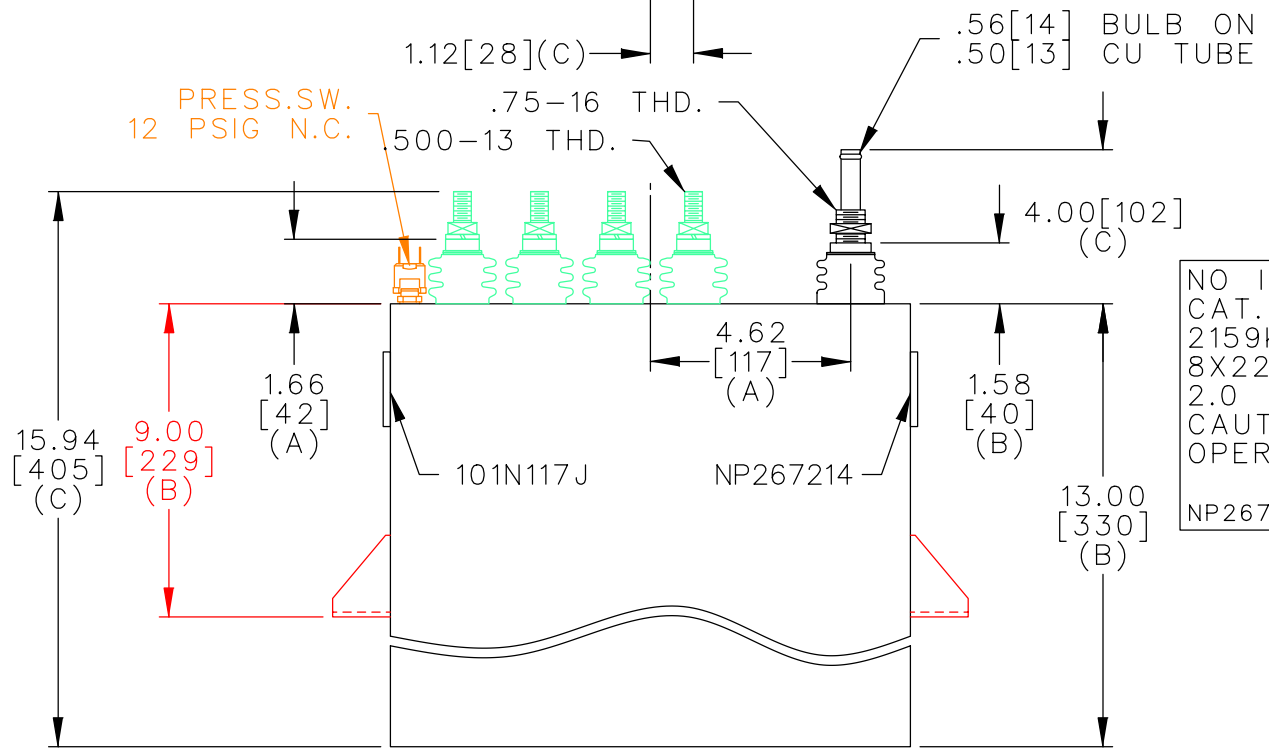 .56[14] BULB ON
.50[13] CU TUBE
1.12[28](C)
PRESS.SW.
12 PSIG N.C.
.75-16 THD.
.500-13 THD.
4.00[102]
(C)
4.62
[117]
(A)
1.66
[42]
(A)
1.58
[40]
(B)
15.94
[405]
(C)
9.00
[229]
(B)
101N117J
NP267214
13.00
[330]
(B)
NO
CAT.
8X22
2.0
CAUT
OPER
NP267